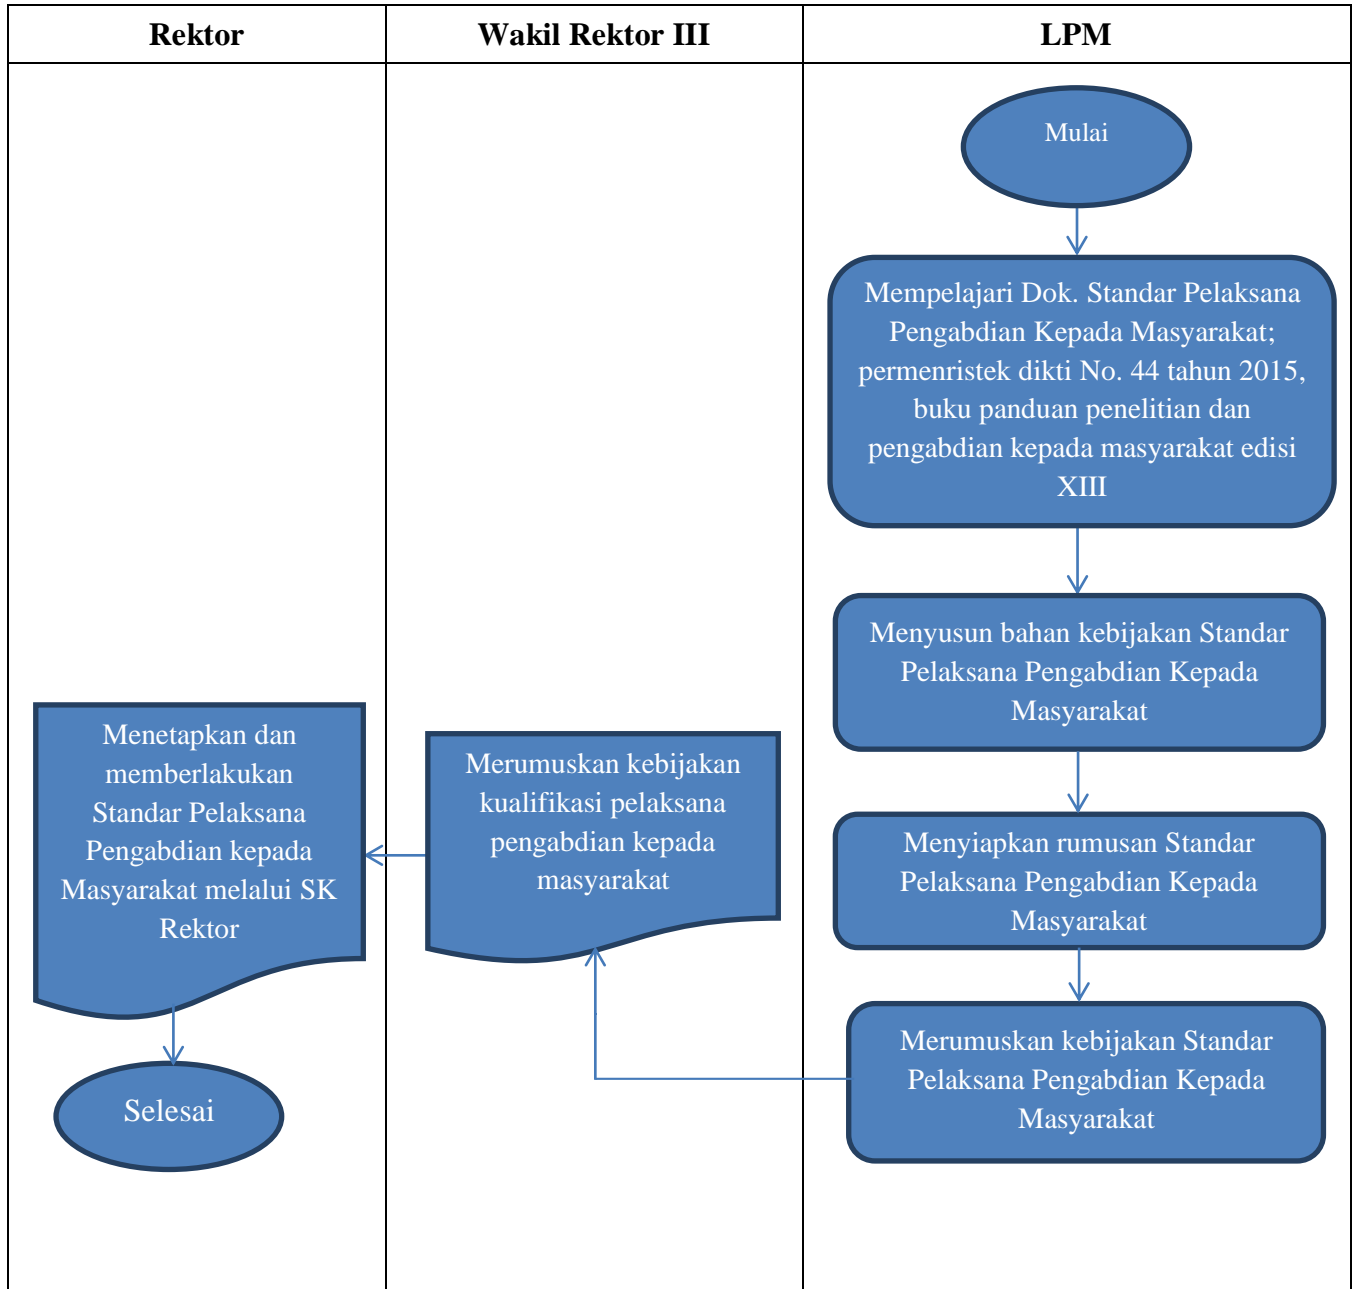 Rektor
Wakil Rektor III
LPM
Mulai
Mempelajari Dok. Standar Pelaksana
Pengabdian Kepada Masyarakat;
permenristek dikti No. 44 tahun 2015,
buku panduan penelitian dan
pengabdian kepada masyarakat edisi
XIII
Menyusun bahan kebijakan Standar
Pelaksana Pengabdian Kepada
Masyarakat
Menyiapkan rumusan Standar
Pelaksana Pengabdian Kepada
Masyarakat
Merumuskan kebijakan Standar
Pelaksana Pengabdian Kepada
Masyarakat
Merumuskan kebijakan
kualifikasi pelaksana
pengabdian kepada
masyarakat
Menetapkan dan
memberlakukan
Standar Pelaksana
Pengabdian kepada
Masyarakat melalui SK
Rektor
Selesai